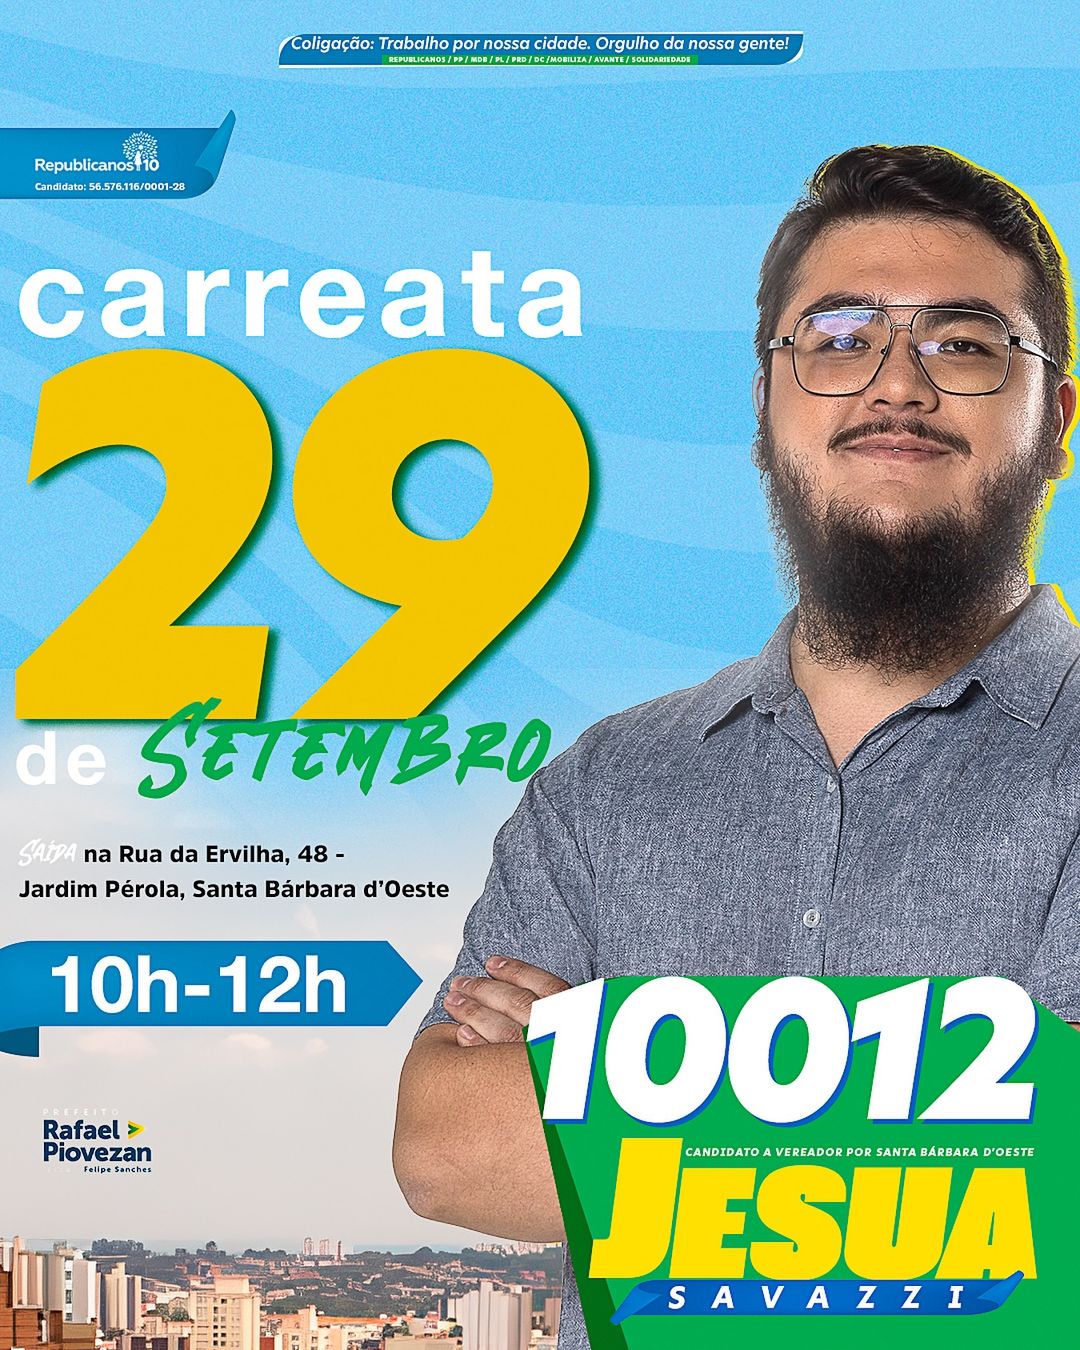 Coligação: Trabalho por nossa cidade. Orgulho da nossa gente!
REPUBLICANOS / PP / MDB / PL / PRD / DC /MOBILIZA / AVANTE / SOLIDARIEDADE
Republicanos 10
Candidato: 56.576.116/0001-28
carreata
29
de SETEMBRO
SAÍDA na Rua da Ervilha, 48 -
Jardim Pérola, Santa Bárbara d'Oeste
10h-12h
PREFEITO
Rafael
Piovezan
Felipe Sanches
10012
CANDIDATO A VEREADOR POR SANTA BÁRBARA D'OESTE
JESUA
SAVAZZI